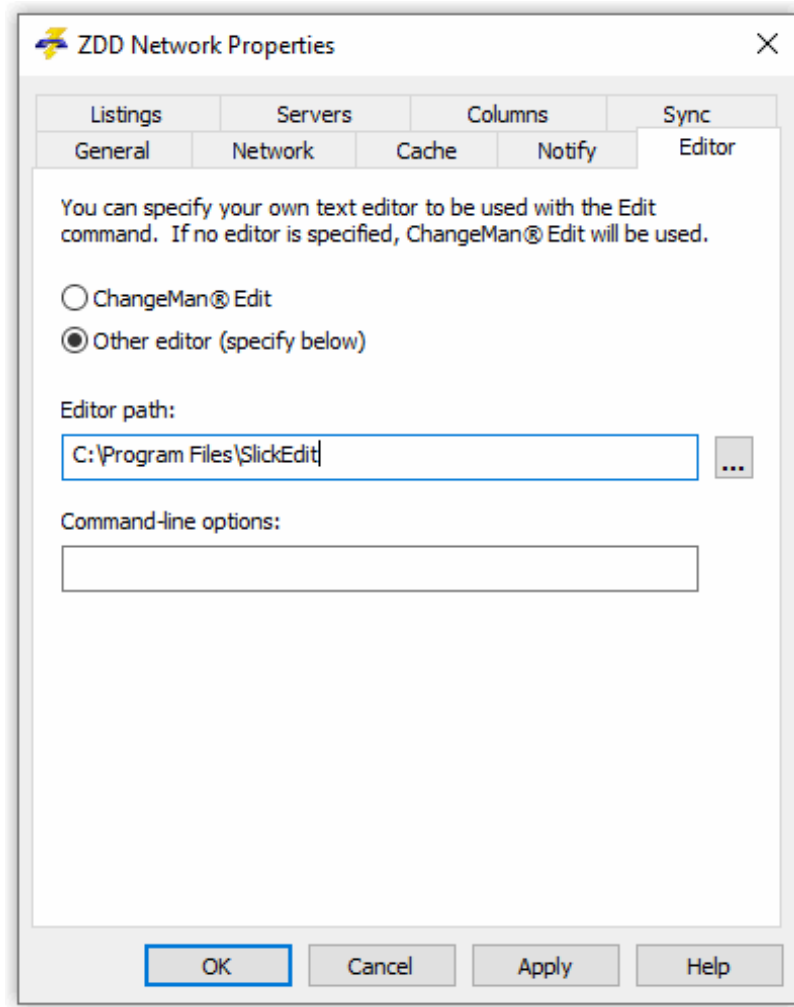 ZDD Network Properties
Listings Servers Columns Sync
General Network Cache Notify Editor
You can specify your own text editor to be used with the Edit
command.  If no editor is specified, ChangeMan® Edit will be used.
ChangeMan® Edit
Other editor (specify below)
Editor path:
C:\Program Files\SlickEdit
...
Command-line options:
OK Cancel Apply Help